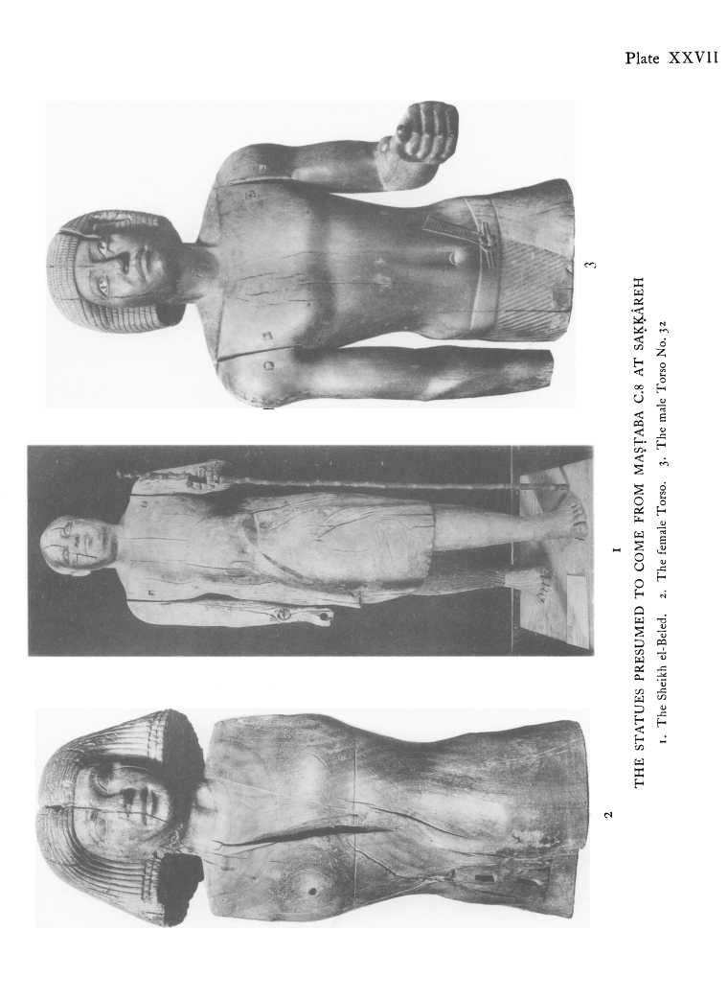 Plate XXVII
3
1
2
THE STATUES PRESUMED TO COME FROM MAṢṬABA C.8 AT SAḲḲÂREH
1. The Sheikh el-Beled. 2. The female Torso. 3. The male Torso No. 32